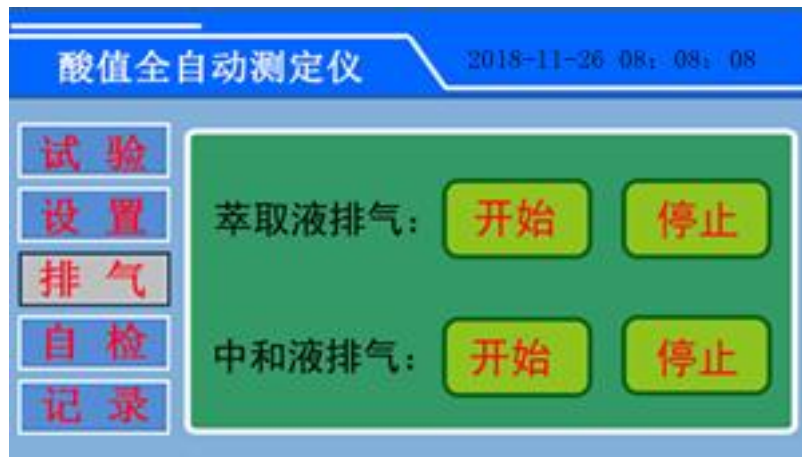 酸值全自动测定仪
2018-11-26 08：08：08
试 验
设 置
排 气
自 检
记 录
萃取液排气： 开始 停止
中和液排气： 开始 停止